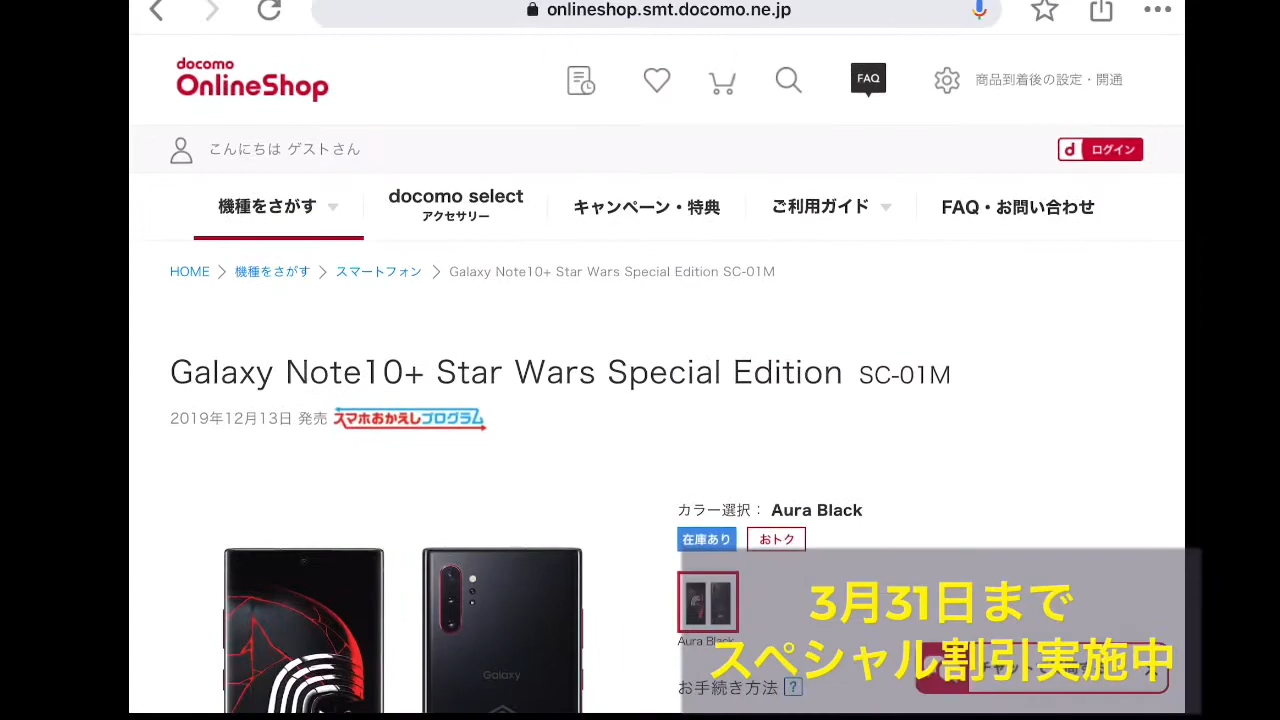 onlineshop.smt.docomo.ne.jp
docomo
OnlineShop
FAQ
商品到着後の設定・開通
こんにちは ゲストさん
d ログイン
機種をさがす
docomo select
アクセサリー
キャンペーン・特典
ご利用ガイド
FAQ・お問い合わせ
HOME > 機種をさがす > スマートフォン > Galaxy Note10+ Star Wars Special Edition SC-01M
Galaxy Note10+ Star Wars Special Edition SC-01M
2019年12月13日 発売 スマホおかえしプログラム
カラー選択： Aura Black
在庫あり おトク
Aura Black
3月31日まで
スペシャル割引実施中
お手続き方法 ?
Galaxy